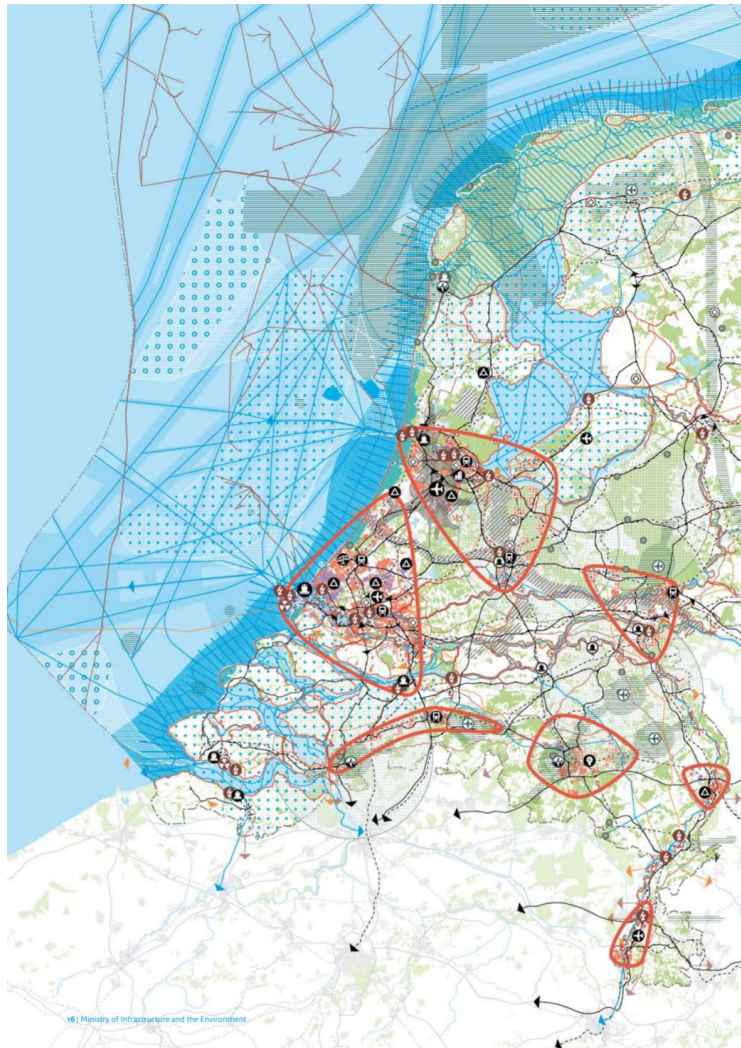 16 | Ministry of Infrastructure and the Environment